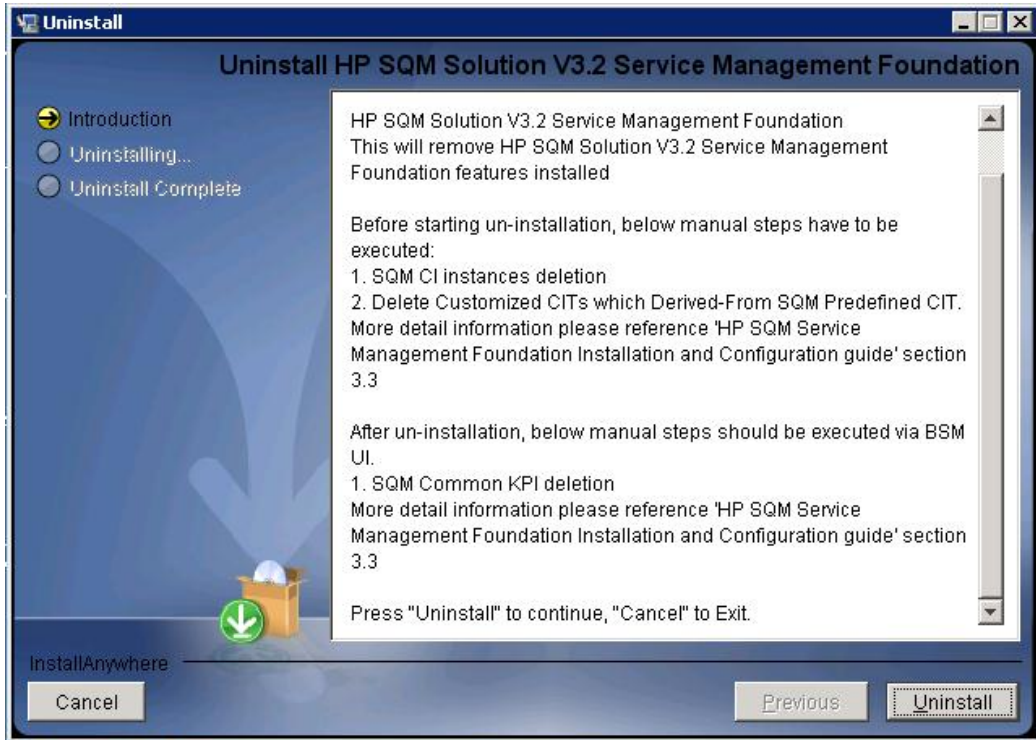 Uninstall
Uninstall HP SQM Solution V3.2 Service Management Foundation
Introduction
Uninstalling...
Uninstall Complete
HP SQM Solution V3.2 Service Management Foundation
This will remove HP SQM Solution V3.2 Service Management
Foundation features installed
Before starting un-installation, below manual steps have to be
executed:
1. SQM CI instances deletion
2. Delete Customized CITs which Derived-From SQM Predefined CIT.
More detail information please reference 'HP SQM Service
Management Foundation Installation and Configuration guide' section
3.3
After un-installation, below manual steps should be executed via BSM
UI.
1. SQM Common KPI deletion
More detail information please reference 'HP SQM Service
Management Foundation Installation and Configuration guide' section
3.3
Press "Uninstall" to continue, "Cancel" to Exit.
InstallAnywhere
Cancel
Previous
Uninstall